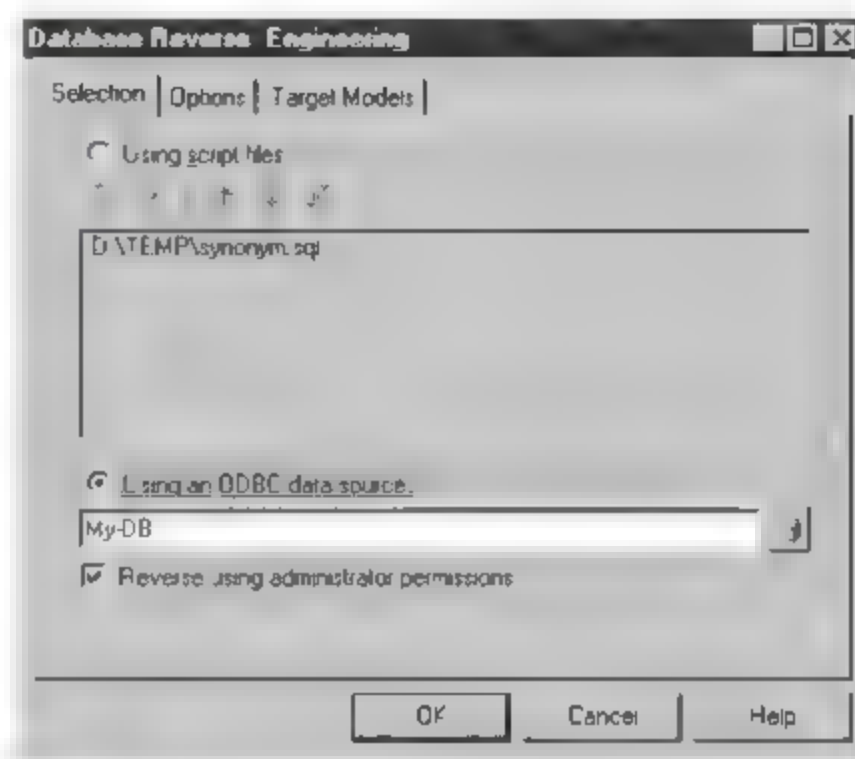 Database Reverse Engineering
Selection Options Target Models
Using script files
D:\TEMP\synonym.sql
Using an ODBC data source:
My-DB
Reverse using administrator permissions
OK Cancel Help